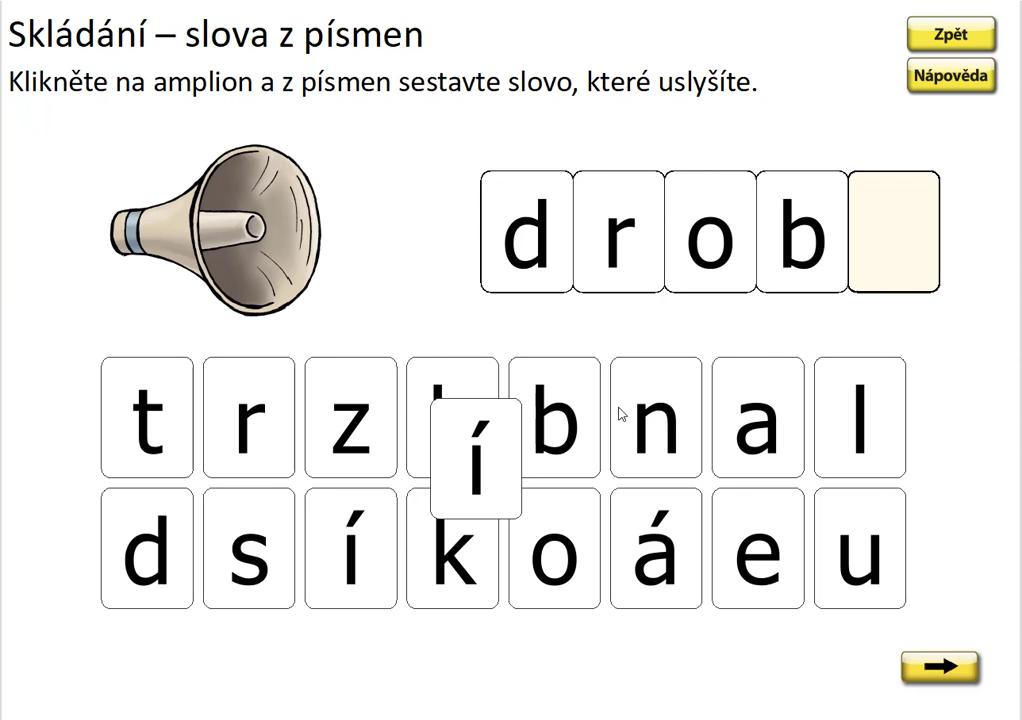 Skládání – slova z písmen
Zpět
Klikněte na amplion a z písmen sestavte slovo, které uslyšíte.
Nápověda
d r o b
t r z b n a l
í
d s í k o á e u